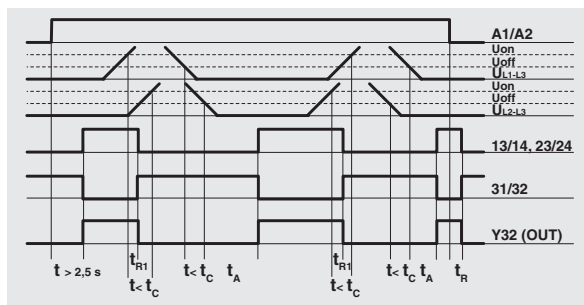 A1/A2
Uon
Uoff
UL1-L3
Uon
Uoff
UL2-L3
13/14, 23/24
31/32
Y32 (OUT)
t > 2,5 s
tR1
t< tC
t< tC
tA
tR1
t< tC
t< tC
tA
tR